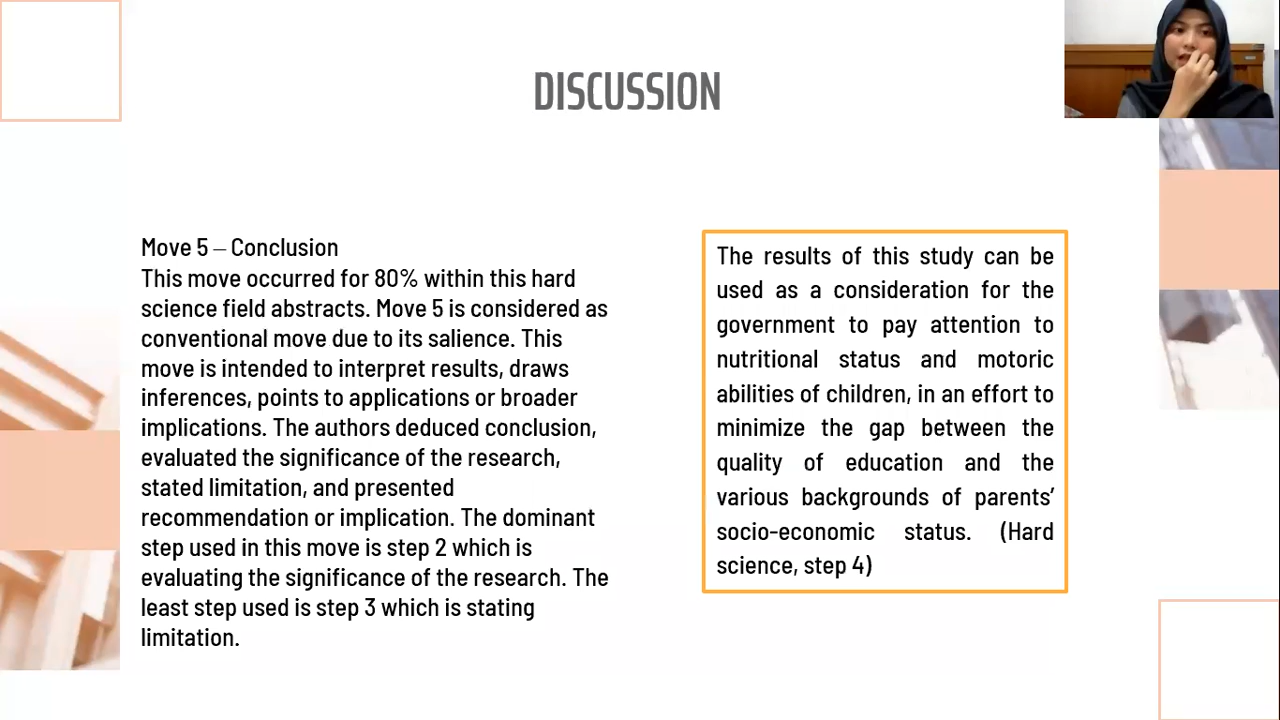 DISCUSSION
Move 5 – Conclusion
This move occurred for 80% within this hard
science field abstracts. Move 5 is considered as
conventional move due to its salience. This
move is intended to interpret results, draws
inferences, points to applications or broader
implications. The authors deduced conclusion,
evaluated the significance of the research,
stated limitation, and presented
recommendation or implication. The dominant
step used in this move is step 2 which is
evaluating the significance of the research. The
least step used is step 3 which is stating
limitation.
The results of this study can be
used as a consideration for the
government to pay attention to
nutritional status and motoric
abilities of children, in an effort to
minimize the gap between the
quality of education and the
various backgrounds of parents’
socio-economic status. (Hard
science, step 4)